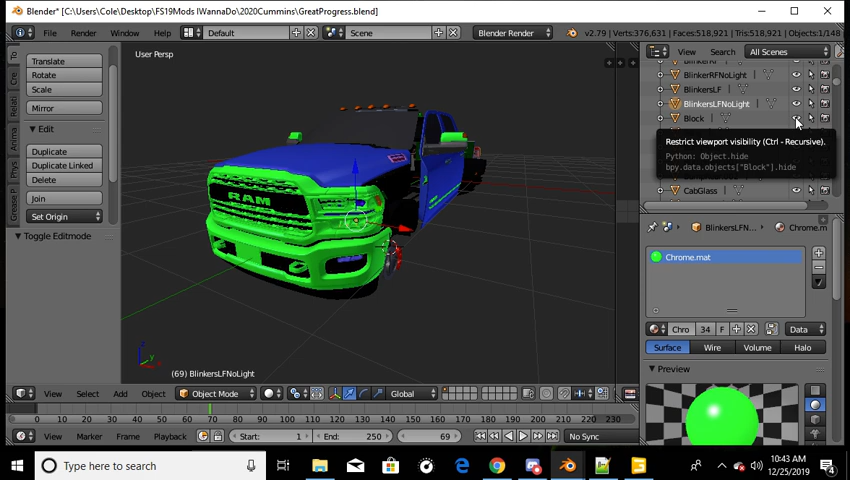 Blender* [C:\Users\Cole\Desktop\FS19Mods IWannaDo\2020Cummins\GreatProgress.blend]
File Render Window Help Default Scene Blender Render v2.79 | Verts:376,631 | Faces:518,921 | Tris:518,921 | Objects:1/148
User Persp
View Search All Scenes
Translate
Rotate
Scale
Mirror
Edit
Duplicate
Duplicate Linked
Delete
Join
Set Origin
Toggle Editmode
BlinkerRFNoLight
BlinkersLF
BlinkersLFNoLight
Block
Restrict viewport visibility (Ctrl - Recursive).
Python: Object.hide
bpy.data.objects["Block"].hide
CabGlass
RAM
BlinkersLFN... Chrome.m
Chrome.mat
Chro 34 F Data
Surface Wire Volume Halo
Preview
(69) BlinkersLFNoLight
View Select Add Object Object Mode Global
0 10 20 30 40 50 60 70 80 90 100 110 120 130 140 150 160 170 180 190 200 210 220 230
View Marker Frame Playback Start: 1 End: 250 69 No Sync
Type here to search
10:43 AM
12/25/2019
4